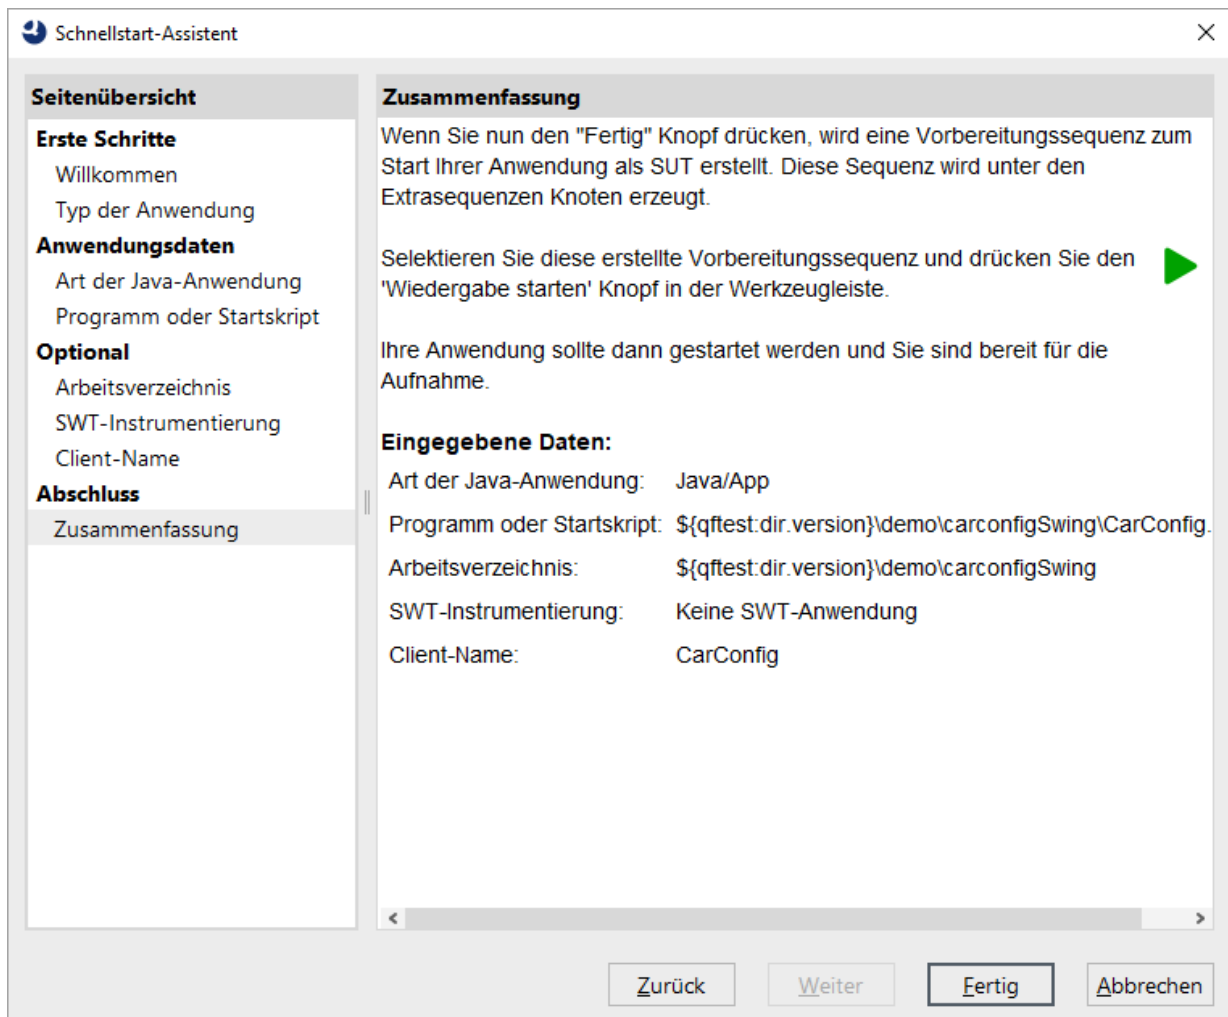 Schnellstart-Assistent
Seitenübersicht
Erste Schritte
Willkommen
Typ der Anwendung
Anwendungsdaten
Art der Java-Anwendung
Programm oder Startskript
Optional
Arbeitsverzeichnis
SWT-Instrumentierung
Client-Name
Abschluss
Zusammenfassung
Zusammenfassung
Wenn Sie nun den "Fertig" Knopf drücken, wird eine Vorbereitungssequenz zum
Start Ihrer Anwendung als SUT erstellt. Diese Sequenz wird unter den
Extrasequenzen Knoten erzeugt.
Selektieren Sie diese erstellte Vorbereitungssequenz und drücken Sie den
'Wiedergabe starten' Knopf in der Werkzeugleiste.
Ihre Anwendung sollte dann gestartet werden und Sie sind bereit für die
Aufnahme.
Eingegebene Daten:
Art der Java-Anwendung: Java/App
Programm oder Startskript: ${qftest:dir.version}\demo\carconfigSwing\CarConfig.
Arbeitsverzeichnis: ${qftest:dir.version}\demo\carconfigSwing
SWT-Instrumentierung: Keine SWT-Anwendung
Client-Name: CarConfig
Zurück Weiter Fertig Abbrechen